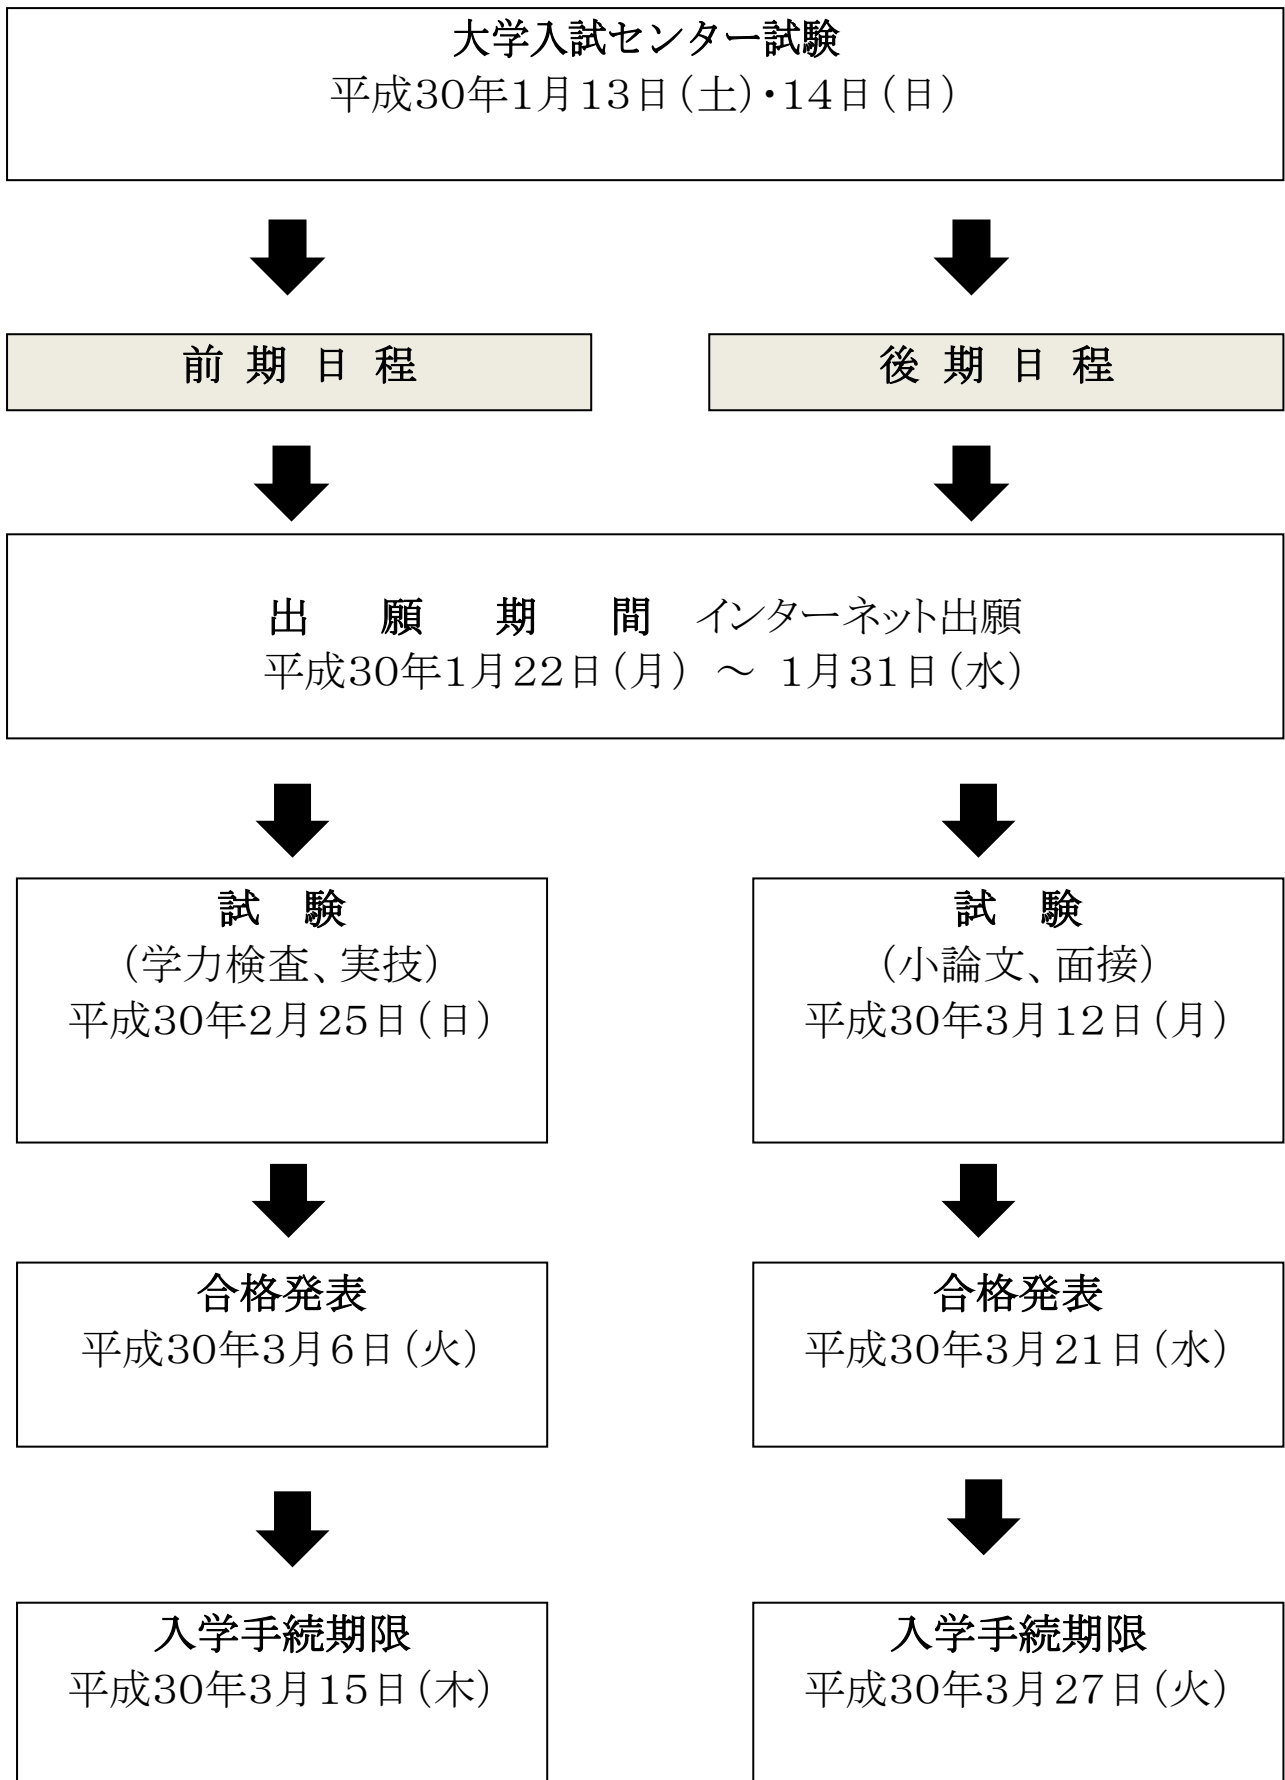 大学入試センター試験
平成30年1月13日(土)・14日(日)
前 期 日 程
後 期 日 程
出 願 期 間 インターネット出願
平成30年1月22日(月) ～ 1月31日(水)
試 験
(学力検査、実技)
平成30年2月25日(日)
試 験
(小論文、面接)
平成30年3月12日(月)
合格発表
平成30年3月6日(火)
合格発表
平成30年3月21日(水)
入学手続期限
平成30年3月15日(木)
入学手続期限
平成30年3月27日(火)